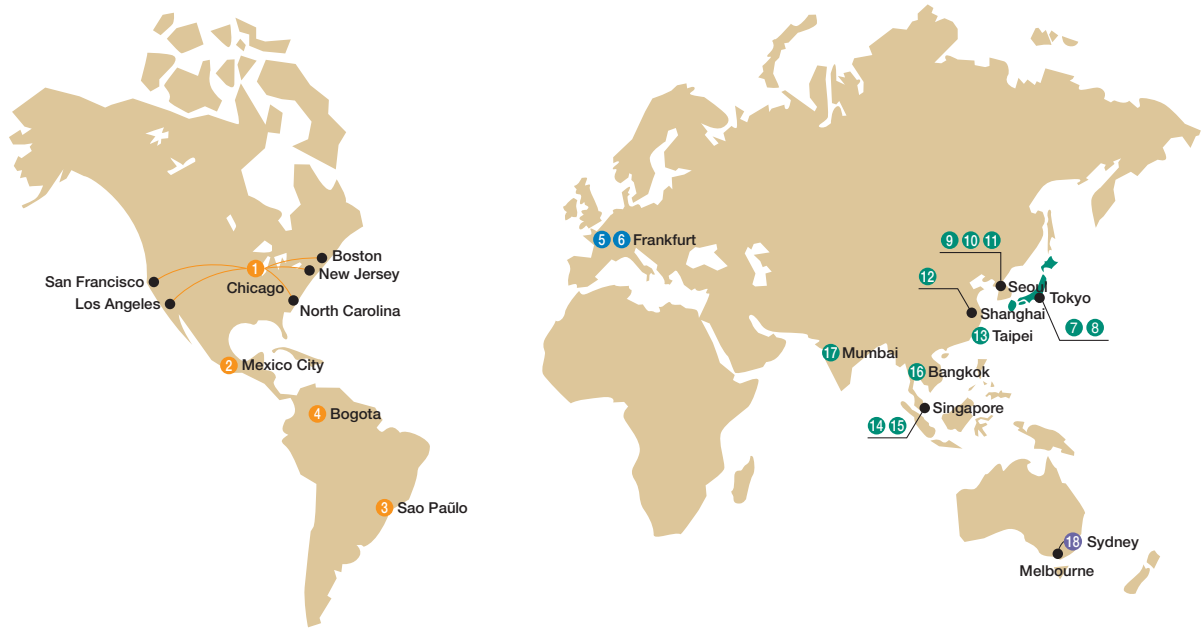 Boston
1
New Jersey
San Francisco
Chicago
Los Angeles
North Carolina
2 Mexico City
4 Bogota
3 Sao Paũlo
5 6 Frankfurt
9 10 11
12
Seoul
Tokyo
Shanghai
7 8
13 Taipei
17 Mumbai
16 Bangkok
Singapore
14 15
18 Sydney
Melbourne